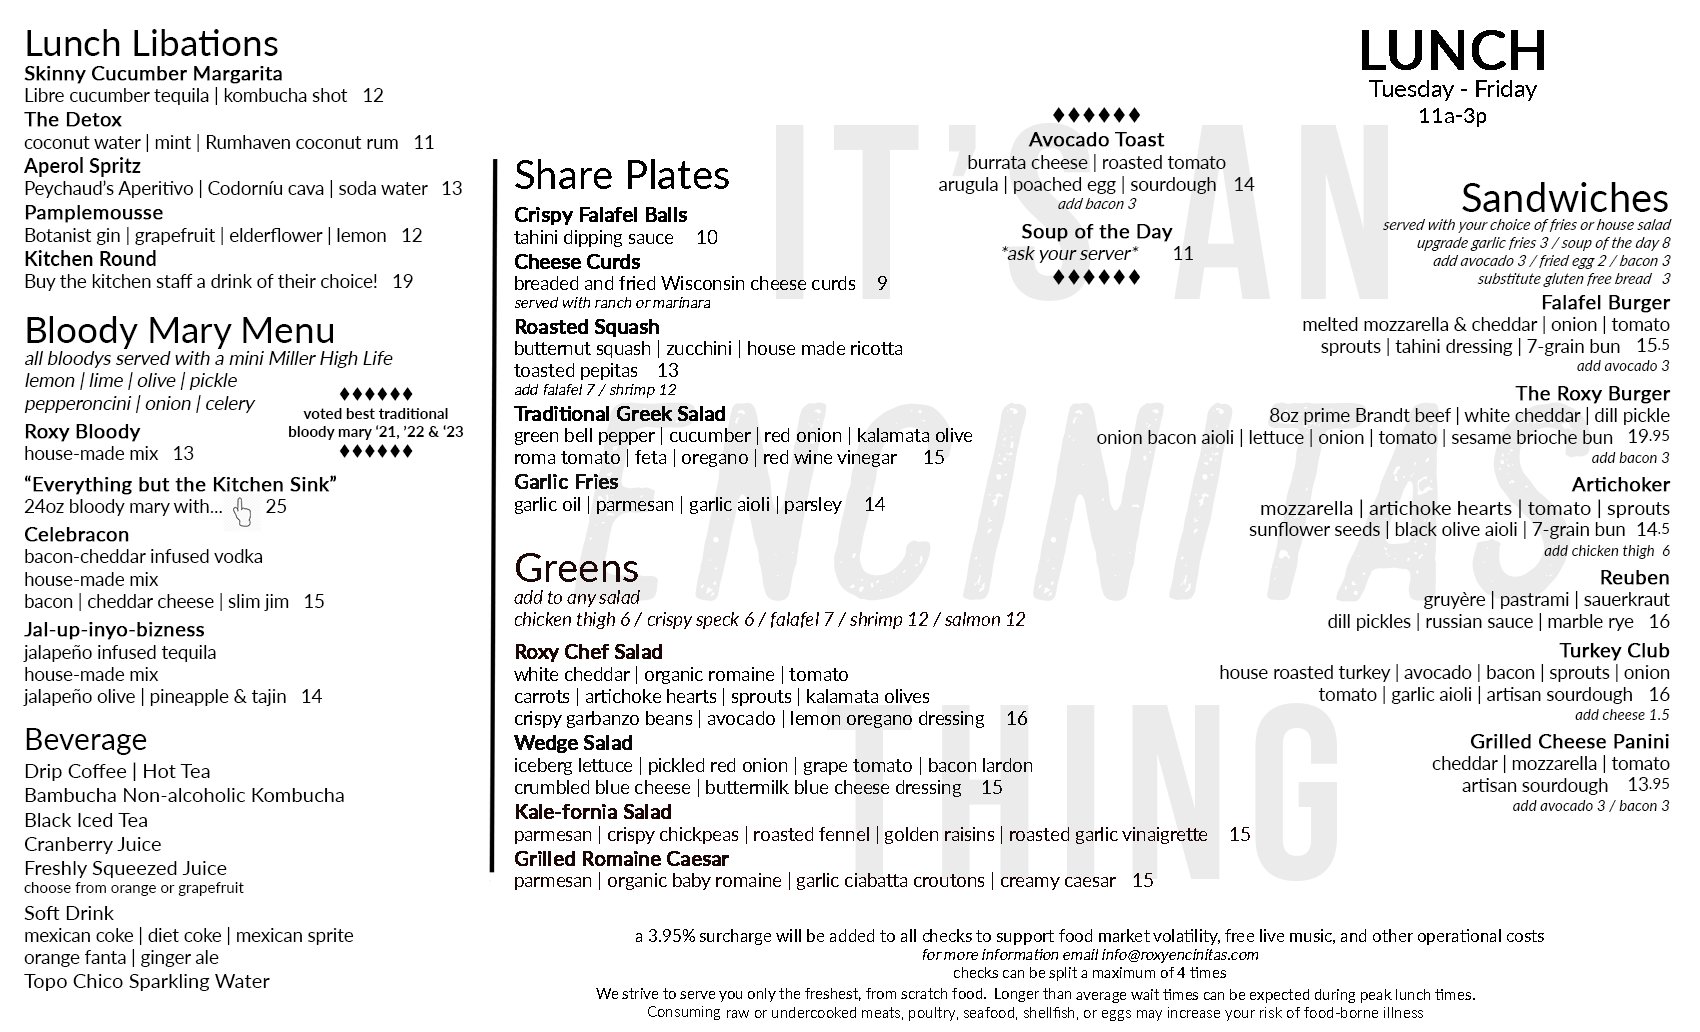 Lunch Libations
Skinny Cucumber Margarita
Libre cucumber tequila | kombucha shot 12
The Detox
coconut water | mint | Rumhaven coconut rum 11
Aperol Spritz
Peychaud's Aperitivo | Codorníu cava | soda water 13
Pamplemousse
Botanist gin | grapefruit | elderflower | lemon 12
Kitchen Round
Buy the kitchen staff a drink of their choice! 19
Bloody Mary Menu
all bloodys served with a mini Miller High Life
lemon | lime | olive | pickle
pepperoncini | onion | celery
♦♦♦♦♦♦
voted best traditional
bloody mary ‘21, ’22 & ‘23
♦♦♦♦♦♦
Roxy Bloody
house-made mix 13
“Everything but the Kitchen Sink”
24oz bloody mary with... 25
Celebracon
bacon-cheddar infused vodka
house-made mix
bacon | cheddar cheese | slim jim 15
Jal-up-inyo-bizness
jalapeño infused tequila
house-made mix
jalapeño olive | pineapple & tajin 14
Beverage
Drip Coffee | Hot Tea
Bambucha Non-alcoholic Kombucha
Black Iced Tea
Cranberry Juice
Freshly Squeezed Juice
choose from orange or grapefruit
Soft Drink
mexican coke | diet coke | mexican sprite
orange fanta | ginger ale
Topo Chico Sparkling Water
Share Plates
Crispy Falafel Balls
tahini dipping sauce 10
Cheese Curds
breaded and fried Wisconsin cheese curds 9
served with ranch or marinara
Roasted Squash
butternut squash | zucchini | house made ricotta
toasted pepitas 13
add falafel 7 / shrimp 12
Traditional Greek Salad
green bell pepper | cucumber | red onion | kalamata olive
roma tomato | feta | oregano | red wine vinegar 15
Garlic Fries
garlic oil | parmesan | garlic aioli | parsley 14
Greens
add to any salad
chicken thigh 6 / crispy speck 6 / falafel 7 / shrimp 12 / salmon 12
Roxy Chef Salad
white cheddar | organic romaine | tomato
carrots | artichoke hearts | sprouts | kalamata olives
crispy garbanzo beans | avocado | lemon oregano dressing 16
Wedge Salad
iceberg lettuce | pickled red onion | grape tomato | bacon lardon
crumbled blue cheese | buttermilk blue cheese dressing 15
Kale-fornia Salad
parmesan | crispy chickpeas | roasted fennel | golden raisins | roasted garlic vinaigrette 15
Grilled Romaine Caesar
parmesan | organic baby romaine | garlic ciabatta croutons | creamy caesar 15
♦♦♦♦♦♦
Avocado Toast
burrata cheese | roasted tomato
arugula | poached egg | sourdough 14
add bacon 3
Soup of the Day
*ask your server* 11
♦♦♦♦♦♦
LUNCH
Tuesday - Friday
11a-3p
Sandwiches
served with your choice of fries or house salad
upgrade garlic fries 3 / soup of the day 8
add avocado 3 / fried egg 2 / bacon 3
substitute gluten free bread 3
Falafel Burger
melted mozzarella & cheddar | onion | tomato
sprouts | tahini dressing | 7-grain bun 15.5
add avocado 3
The Roxy Burger
8oz prime Brandt beef | white cheddar | dill pickle
onion bacon aioli | lettuce | onion | tomato | sesame brioche bun 19.95
add bacon 3
Artichoker
mozzarella | artichoke hearts | tomato | sprouts
sunflower seeds | black olive aioli | 7-grain bun 14.5
add chicken thigh 6
Reuben
gruyère | pastrami | sauerkraut
dill pickles | russian sauce | marble rye 16
Turkey Club
house roasted turkey | avocado | bacon | sprouts | onion
tomato | garlic aioli | artisan sourdough 16
add cheese 1.5
Grilled Cheese Panini
cheddar | mozzarella | tomato
artisan sourdough 13.95
add avocado 3 / bacon 3
IT'S AN
ENCINITAS
THING
a 3.95% surcharge will be added to all checks to support food market volatility, free live music, and other operational costs
for more information email info@roxyencinitas.com
checks can be split a maximum of 4 times
We strive to serve you only the freshest, from scratch food. Longer than average wait times can be expected during peak lunch times.
Consuming raw or undercooked meats, poultry, seafood, shellfish, or eggs may increase your risk of food-borne illness